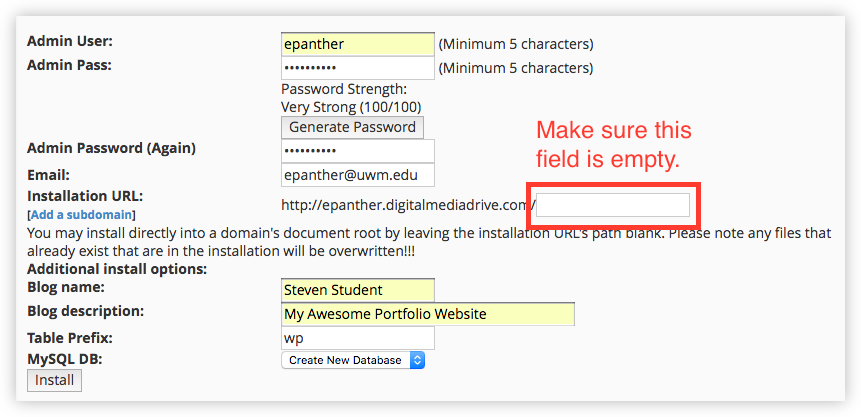 Admin User: epanther (Minimum 5 characters)
Admin Pass: •••••••••• (Minimum 5 characters)
Password Strength:
Very Strong (100/100)
Generate Password
Make sure this
field is empty.
Admin Password (Again) ••••••••••
Email: epanther@uwm.edu
Installation URL:
[Add a subdomain] http://epanther.digitalmediadrive.com/
You may install directly into a domain's document root by leaving the installation URL's path blank. Please note any files that
already exist that are in the installation will be overwritten!!!
Additional install options:
Blog name: Steven Student
Blog description: My Awesome Portfolio Website
Table Prefix: wp
MySQL DB: Create New Database
Install